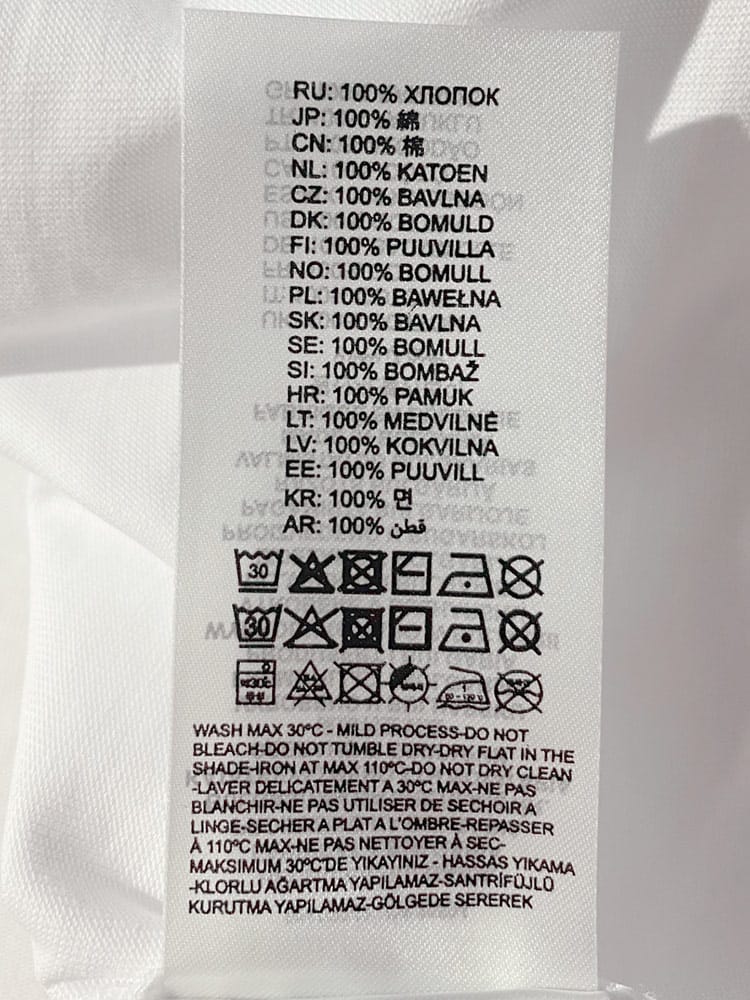 RU: 100% ХЛОПОК
JP: 100% 綿
CN: 100% 棉
NL: 100% KATOEN
CZ: 100% BAVLNA
DK: 100% BOMULD
FI: 100% PUUVILLA
NO: 100% BOMULL
PL: 100% BAWEŁNA
SK: 100% BAVLNA
SE: 100% BOMULL
SI: 100% BOMBAŽ
HR: 100% PAMUK
LT: 100% MEDVILNĖ
LV: 100% KOKVILNA
EE: 100% PUUVILL
KR: 100% 면
AR: 100% قطن
30
30
WASH MAX 30°C - MILD PROCESS-DO NOT
BLEACH-DO NOT TUMBLE DRY-DRY FLAT IN THE
SHADE-IRON AT MAX 110°C-DO NOT DRY CLEAN
-LAVER DELICATEMENT A 30°C MAX-NE PAS
BLANCHIR-NE PAS UTILISER DE SECHOIR A
LINGE-SECHER A PLAT A L'OMBRE-REPASSER
À 110°C MAX-NE PAS NETTOYER À SEC-
MAKSIMUM 30°C'DE YIKAYINIZ - HASSAS YIKAMA
-KLORLU AĞARTMA YAPILAMAZ-SANTRİFÜJLÜ
KURUTMA YAPILAMAZ-GÖLGEDE SEREREK